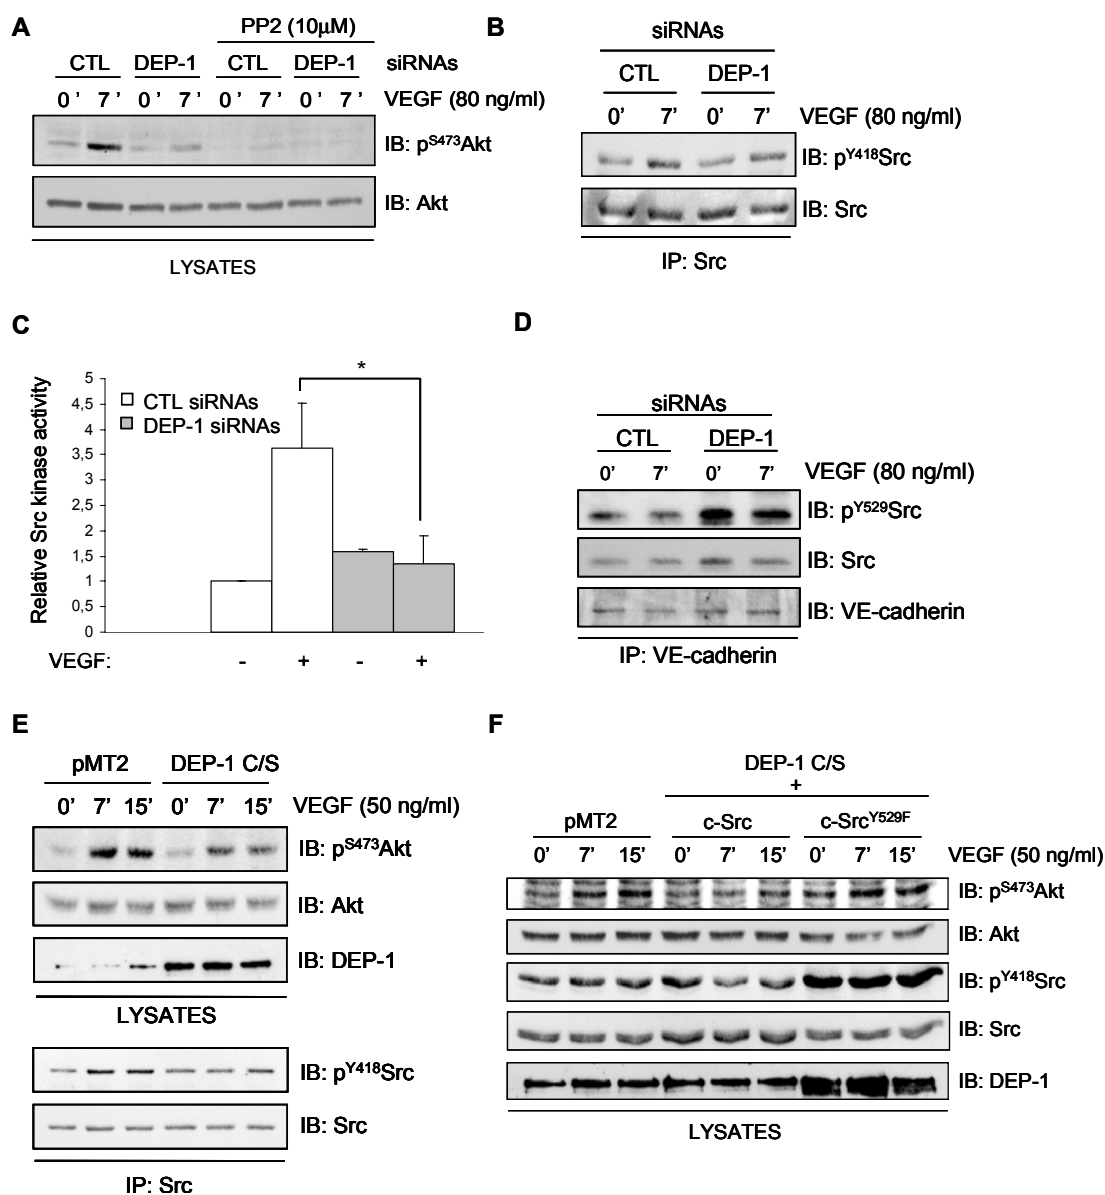 A
PP2 (10µM)
CTL DEP-1 CTL DEP-1 siRNAs
0’ 7’ 0’ 7’ 0’ 7’ 0’ 7’ VEGF (80 ng/ml)
IB: pS473Akt
IB: Akt
LYSATES
B
siRNAs
CTL DEP-1
0’ 7’ 0’ 7’ VEGF (80 ng/ml)
IB: pY418Src
IB: Src
IP: Src
C
Relative Src kinase activity
5
4,5
4
3,5
3
2,5
2
1,5
1
0,5
0
CTL siRNAs
DEP-1 siRNAs
*
VEGF: - + - +
D
siRNAs
CTL DEP-1
0’ 7’ 0’ 7’ VEGF (80 ng/ml)
IB: pY529Src
IB: Src
IB: VE-cadherin
IP: VE-cadherin
E
pMT2 DEP-1 C/S
0’ 7’ 15’ 0’ 7’ 15’ VEGF (50 ng/ml)
IB: pS473Akt
IB: Akt
IB: DEP-1
LYSATES
IB: pY418Src
IB: Src
IP: Src
F
DEP-1 C/S
+
pMT2 c-Src c-SrcY529F
0’ 7’ 15’ 0’ 7’ 15’ 0’ 7’ 15’ VEGF (50 ng/ml)
IB: pS473Akt
IB: Akt
IB: pY418Src
IB: Src
IB: DEP-1
LYSATES